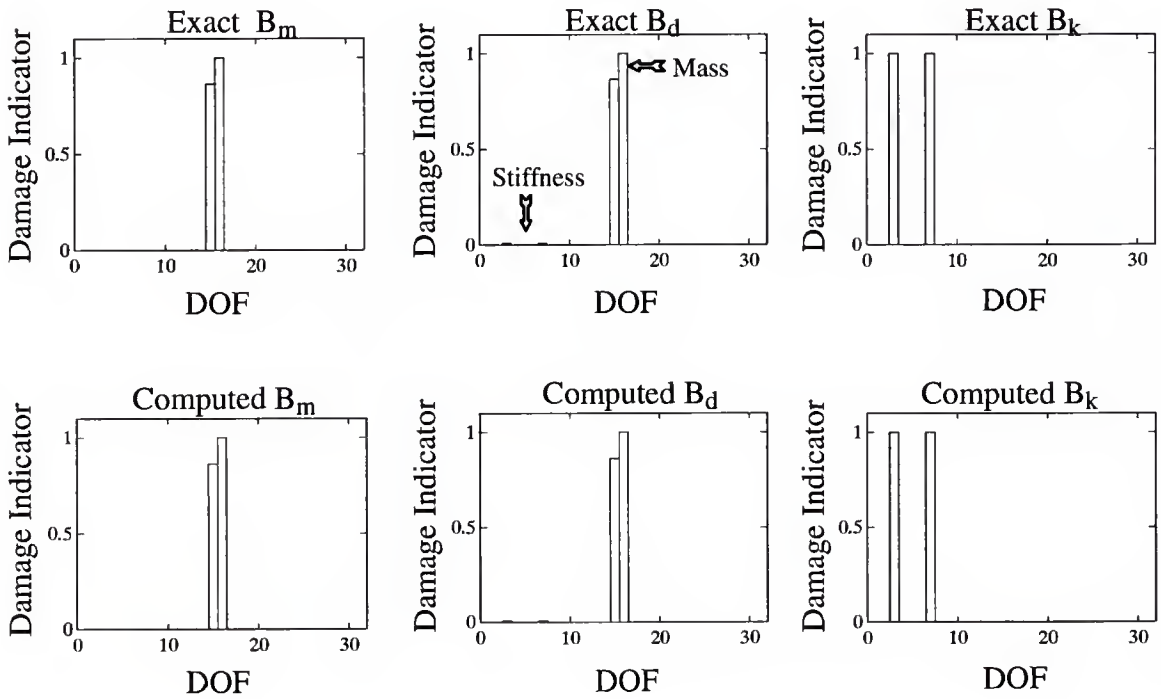 Exact B_m
Damage Indicator
1
0.5
0
0 10 20 30
DOF
Exact B_d
Damage Indicator
1
0.5
0
Mass
Stiffness
0 10 20 30
DOF
Exact B_k
Damage Indicator
1
0.5
0
0 10 20 30
DOF
Computed B_m
Damage Indicator
1
0.5
0
0 10 20 30
DOF
Computed B_d
Damage Indicator
1
0.5
0
0 10 20 30
DOF
Computed B_k
Damage Indicator
1
0.5
0
0 10 20 30
DOF